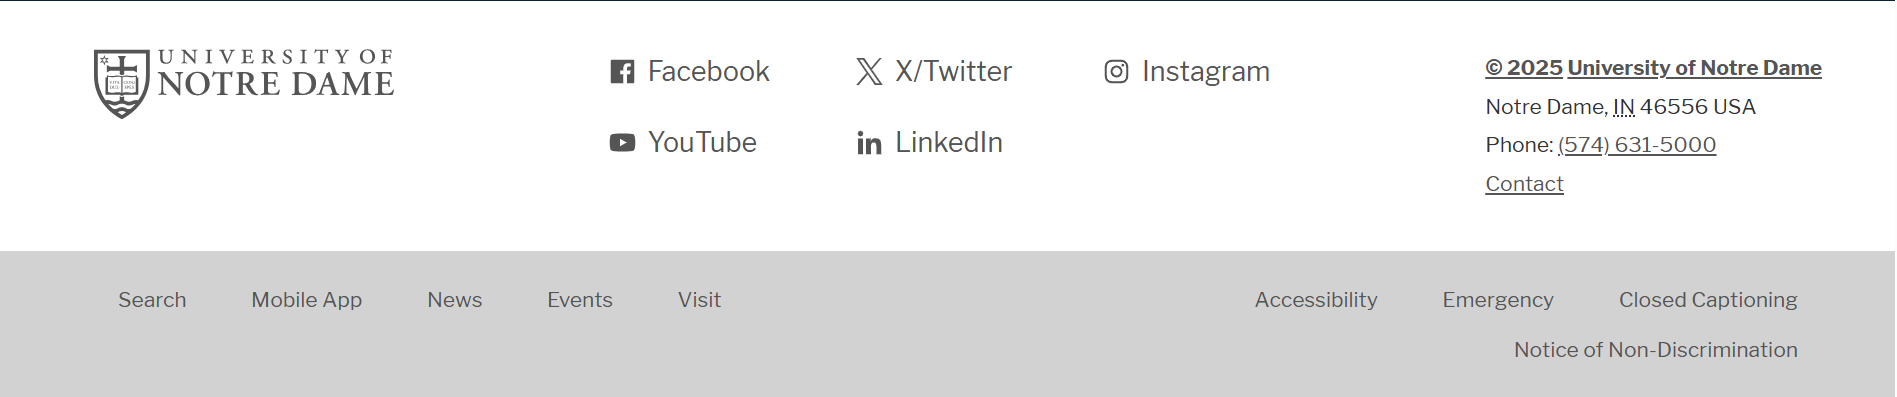 UNIVERSITY OF
NOTRE DAME
Facebook
X/Twitter
Instagram
YouTube
LinkedIn
© 2025 University of Notre Dame
Notre Dame, IN 46556 USA
Phone: (574) 631-5000
Contact
Search
Mobile App
News
Events
Visit
Accessibility
Emergency
Closed Captioning
Notice of Non-Discrimination